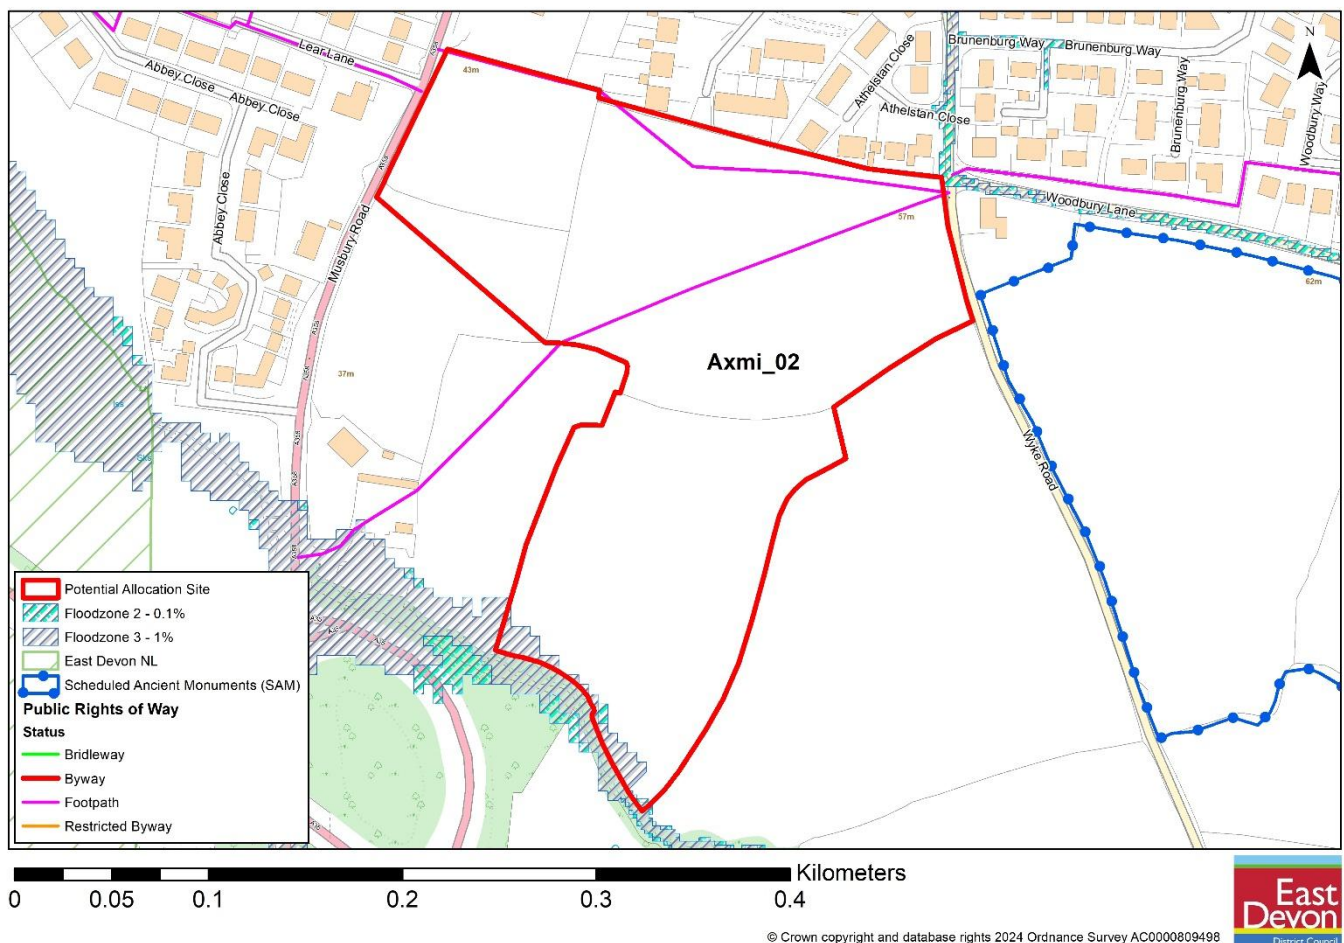 N
Lear Lane
Abbey Close
Abbey Close
Abbey Close
43m
Musbury Road
37m
Athelstan Close
Athelstan Close
Brunenburg Way
Brunenburg Way
Brunenburg Way
Woodbury Way
Woodbury Lane
57m
62m
Axmi_02
Wyke Road
Potential Allocation Site
Floodzone 2 - 0.1%
Floodzone 3 - 1%
East Devon NL
Scheduled Ancient Monuments (SAM)
Public Rights of Way
Status
Bridleway
Byway
Footpath
Restricted Byway
Kilometers
0 0.05 0.1 0.2 0.3 0.4
East
Devon
District Council
© Crown copyright and database rights 2024 Ordnance Survey AC0000809498